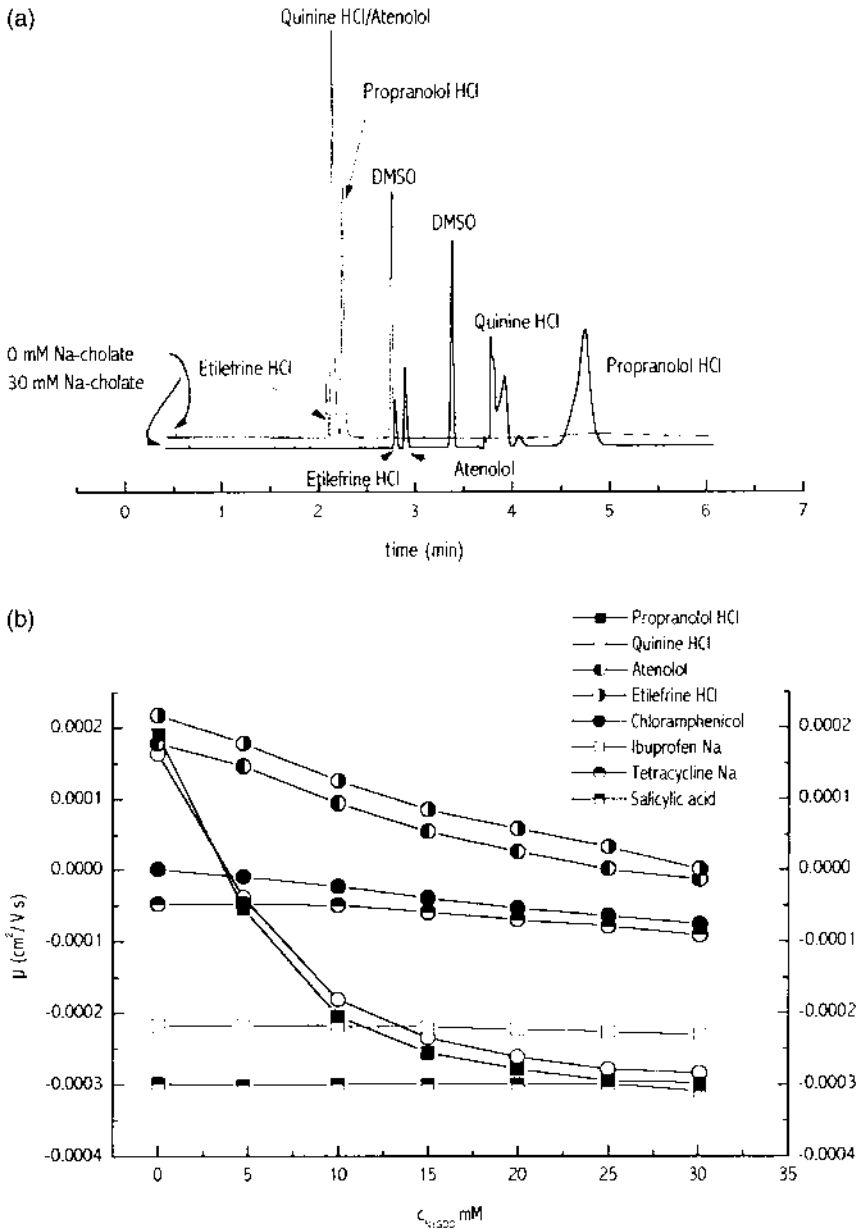 (a)
Quinine HCl/Atenolol
Propranolol HCl
DMSO
DMSO
Quinine HCl
Propranolol HCl
0 mM Na-cholate
30 mM Na-cholate
Etilefrine HCl
Etilefrine HCl
Atenolol
0 1 2 3 4 5 6 7
time (min)
(b)
Propranolol HCl
Quinine HCl
Atenolol
Etilefrine HCl
Chloramphenicol
Ibuprofen Na
Tetracycline Na
Salicylic acid
0.0002 0.0002
0.0001 0.0001
0.0000 0.0000
-0.0001 -0.0001
-0.0002 -0.0002
-0.0003 -0.0003
-0.0004 -0.0004
μ (cm²/V s)
0 5 10 15 20 25 30 35
c mM